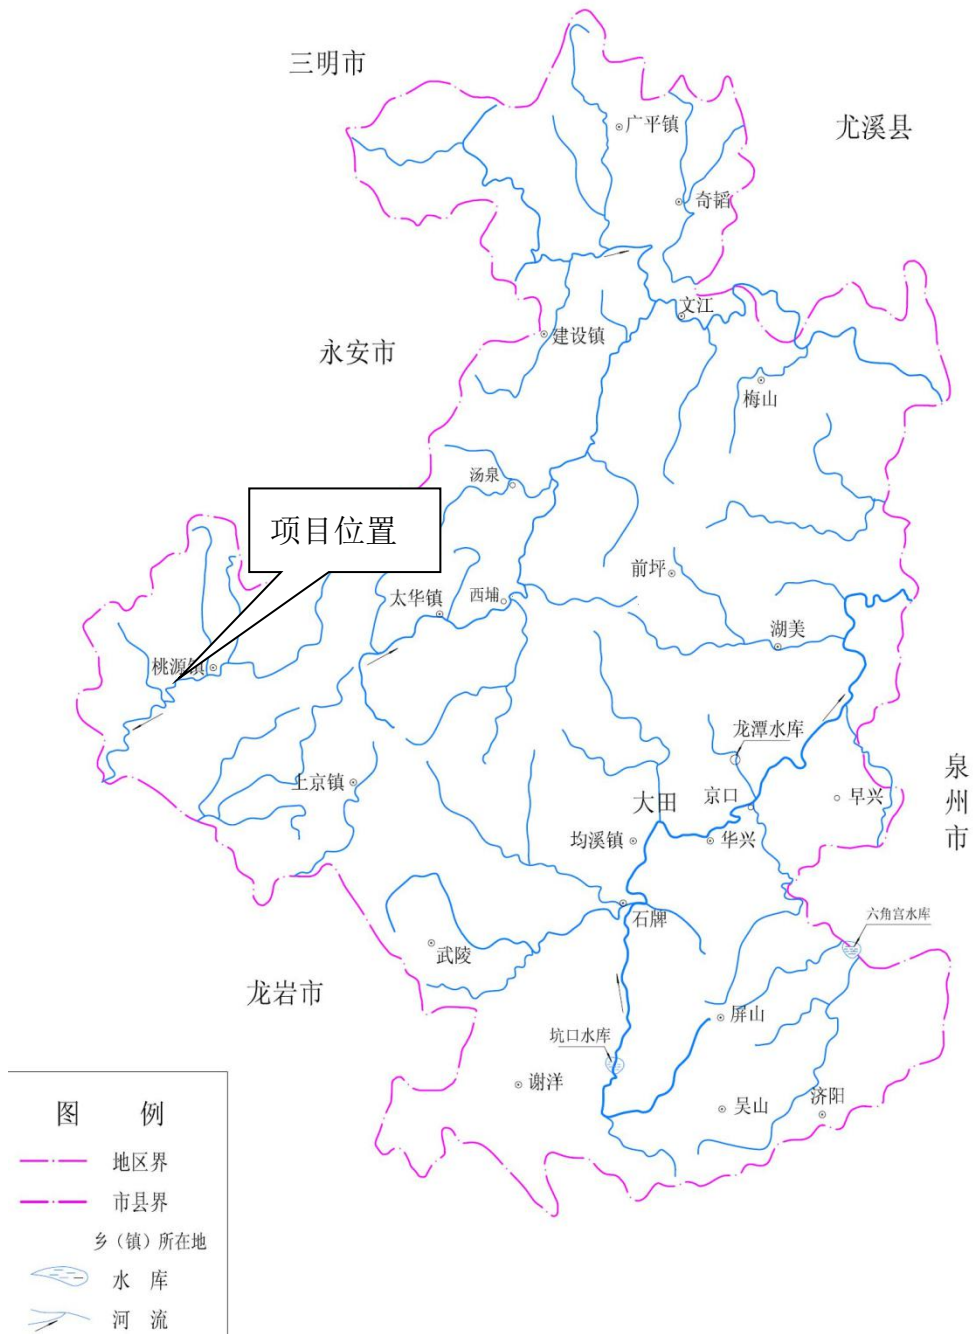 三明市
尤溪县
广平镇
奇韬
文江
建设镇
永安市
梅山
汤泉
项目位置
前坪
太华镇
西埔
湖美
桃源镇
龙潭水库
上京镇
大田
京口
早兴
泉州市
均溪镇
华兴
石牌
六角宫水库
武陵
龙岩市
屏山
坑口水库
谢洋
吴山
济阳
图 例
地区界
市县界
乡（镇）所在地
水 库
河 流